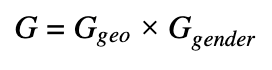 G = G_geo × G_gender